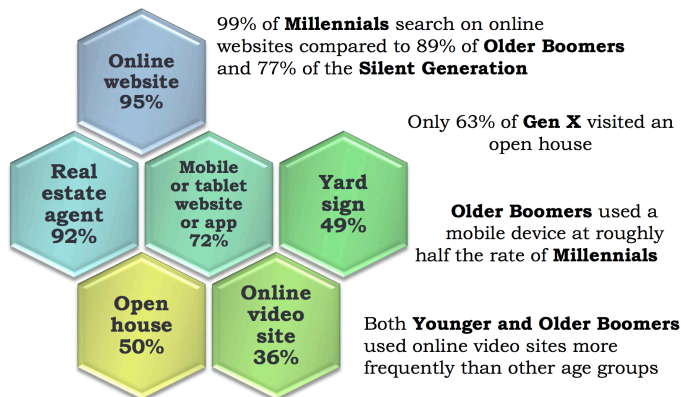 99% of Millennials search on online
websites compared to 89% of Older Boomers
and 77% of the Silent Generation
Online
website
95%
Only 63% of Gen X visited an
open house
Real
estate
agent
92%
Mobile
or tablet
website
or app
72%
Yard
sign
49%
Older Boomers used a
mobile device at roughly
half the rate of Millennials
Open
house
50%
Online
video
site
36%
Both Younger and Older Boomers
used online video sites more
frequently than other age groups